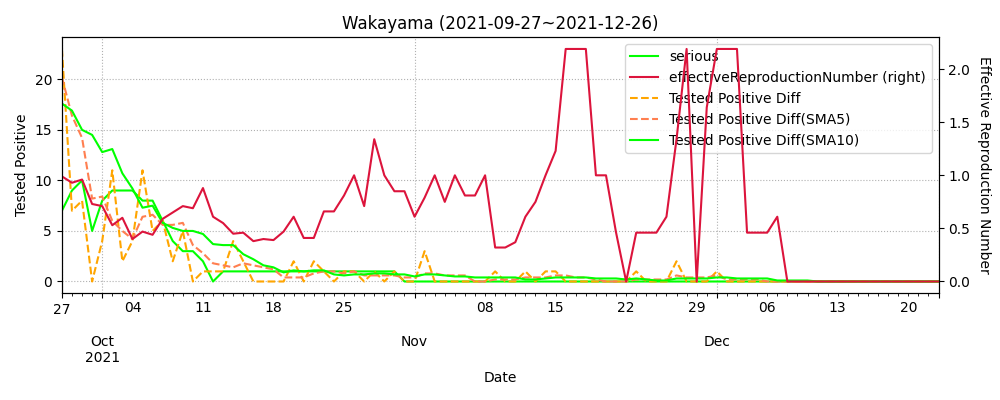 Wakayama (2021-09-27~2021-12-26)
serious
effectiveReproductionNumber (right)
Tested Positive Diff
Tested Positive Diff(SMA5)
Tested Positive Diff(SMA10)
Tested Positive
20
15
10
5
0
2.0
1.5
1.0
0.5
0.0
Effective Reproduction Number
27 04 11 18 25 08 15 22 29 06 13 20
Oct Nov Dec
2021
Date